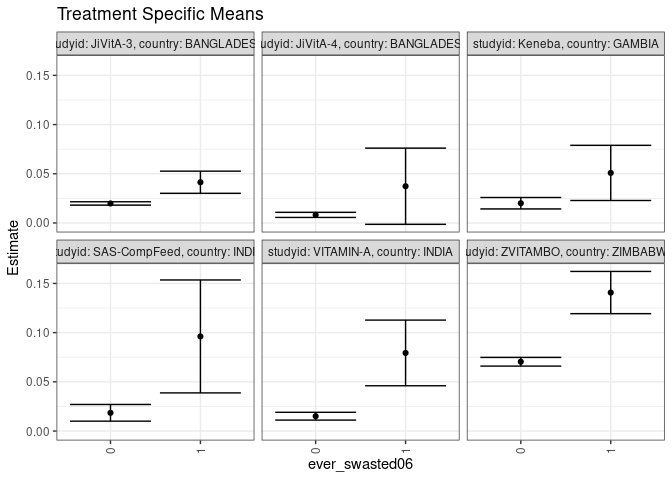 Treatment Specific Means
udyid: JiVitA-3, country: BANGLADES
udyid: JiVitA-4, country: BANGLADES
studyid: Keneba, country: GAMBIA
0.15
0.10
0.05
0.00
studyid: SAS-CompFeed, country: INDI
studyid: VITAMIN-A, country: INDIA
udyid: ZVITAMBO, country: ZIMBABW
0.15
0.10
0.05
0.00
Estimate
0
1
0
1
0
1
ever_swasted06